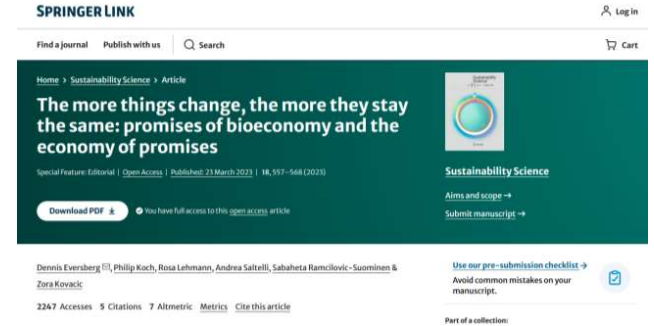 SPRINGER LINK
Log in
Find a journal Publish with us Search
Cart
Home > Sustainability Science > Article
The more things change, the more they stay
the same: promises of bioeconomy and the
economy of promises
Special Feature: Editorial | Open Access | Published: 23 March 2023 | 18, 557–568 (2023)
Download PDF
You have full access to this open access article
Sustainability Science
Aims and scope →
Submit manuscript →
Dennis Eversberg, Philip Koch, Rosa Lehmann, Andrea Saltelli, Sabaheta Ramcilovic-Suominen &
Zora Kovacic
2247 Accesses 5 Citations 7 Altmetric Metrics Cite this article
Use our pre-submission checklist →
Avoid common mistakes on your
manuscript.
Part of a collection: